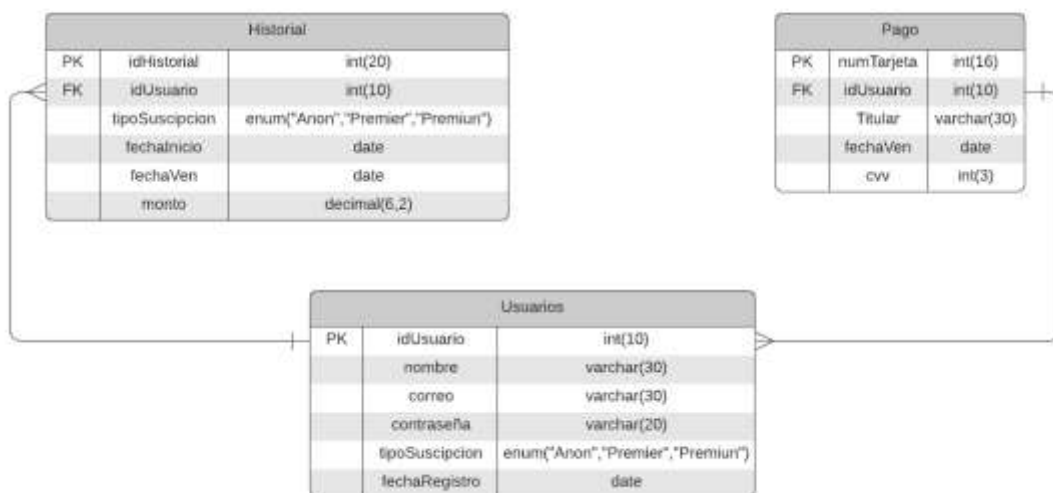 Historial
PK idHistorial int(20)
FK idUsuario int(10)
tipoSuscipcion enum("Anon","Premier","Premiun")
fechaInicio date
fechaVen date
monto decimal(6,2)
Pago
PK numTarjeta int(16)
FK idUsuario int(10)
Titular varchar(30)
fechaVen date
cvv int(3)
Usuarios
PK idUsuario int(10)
nombre varchar(30)
correo varchar(30)
contraseña varchar(20)
tipoSuscipcion enum("Anon","Premier","Premiun")
fechaRegistro date